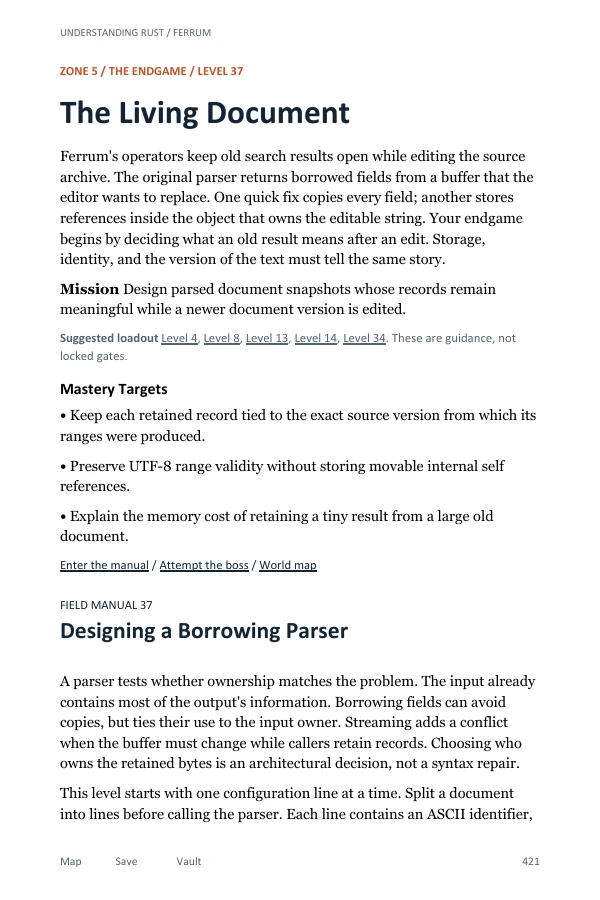 UNDERSTANDING RUST / FERRUM
ZONE 5 / THE ENDGAME / LEVEL 37
The Living Document
Ferrum's operators keep old search results open while editing the source
archive. The original parser returns borrowed fields from a buffer that the
editor wants to replace. One quick fix copies every field; another stores
references inside the object that owns the editable string. Your endgame
begins by deciding what an old result means after an edit. Storage,
identity, and the version of the text must tell the same story.
Mission Design parsed document snapshots whose records remain
meaningful while a newer document version is edited.
Suggested loadout Level 4, Level 8, Level 13, Level 14, Level 34. These are guidance, not
locked gates.
Mastery Targets
• Keep each retained record tied to the exact source version from which its
ranges were produced.
• Preserve UTF-8 range validity without storing movable internal self
references.
• Explain the memory cost of retaining a tiny result from a large old
document.
Enter the manual / Attempt the boss / World map
FIELD MANUAL 37
Designing a Borrowing Parser
A parser tests whether ownership matches the problem. The input already
contains most of the output's information. Borrowing fields can avoid
copies, but ties their use to the input owner. Streaming adds a conflict
when the buffer must change while callers retain records. Choosing who
owns the retained bytes is an architectural decision, not a syntax repair.
This level starts with one configuration line at a time. Split a document
into lines before calling the parser. Each line contains an ASCII identifier,
Map Save Vault 421